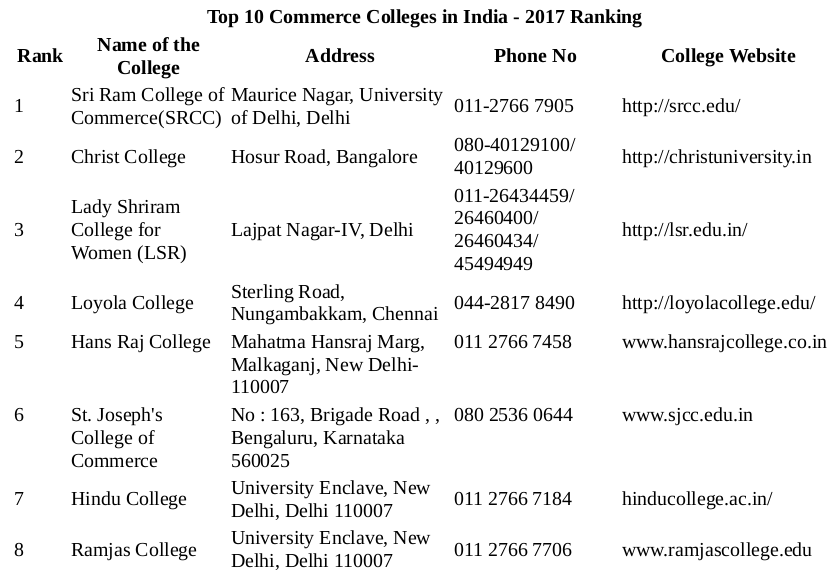 Top 10 Commerce Colleges in India - 2017 Ranking
Rank Name of the College Address Phone No College Website
1 Sri Ram College of Maurice Nagar, University 011-2766 7905 http://srcc.edu/
Commerce(SRCC) of Delhi, Delhi
2 Christ College Hosur Road, Bangalore 080-40129100/ http://christuniversity.in
40129600
3 Lady Shriram Lajpat Nagar-IV, Delhi 011-26434459/ http://lsr.edu.in/
College for 26460400/
Women (LSR) 26460434/
45494949
4 Loyola College Sterling Road, 044-2817 8490 http://loyolacollege.edu/
Nungambakkam, Chennai
5 Hans Raj College Mahatma Hansraj Marg, 011 2766 7458 www.hansrajcollege.co.in
Malkaganj, New Delhi-
110007
6 St. Joseph's No : 163, Brigade Road , , 080 2536 0644 www.sjcc.edu.in
College of Bengaluru, Karnataka
Commerce 560025
7 Hindu College University Enclave, New 011 2766 7184 hinducollege.ac.in/
Delhi, Delhi 110007
8 Ramjas College University Enclave, New 011 2766 7706 www.ramjascollege.edu
Delhi, Delhi 110007